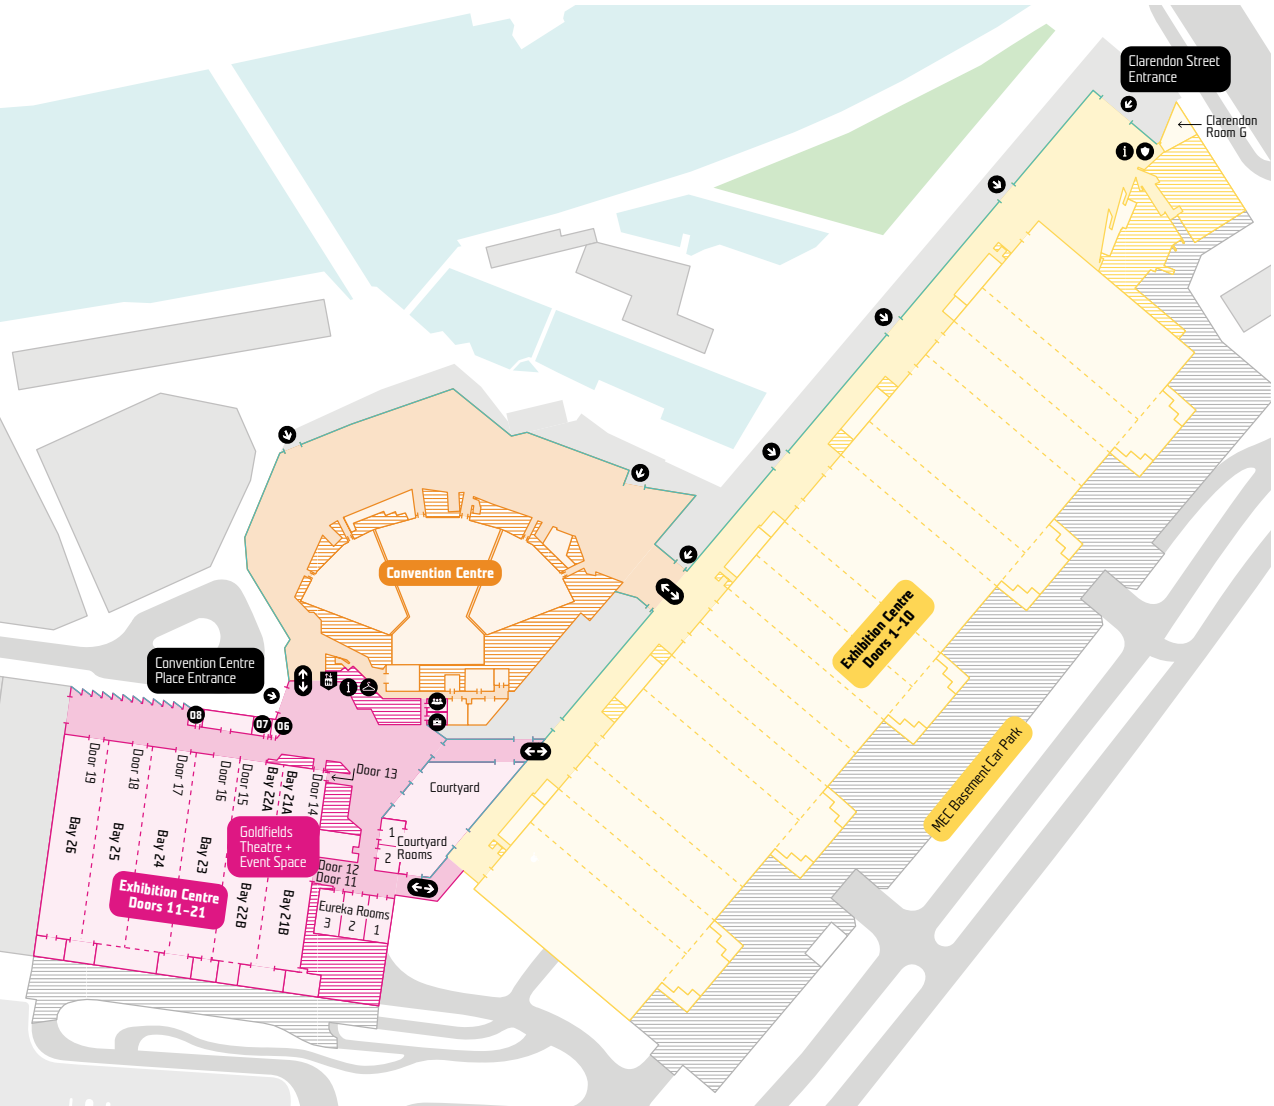 Clarendon Street
Entrance
Clarendon
Room G
i
Convention Centre
Exhibition Centre
Doors 1-10
Convention Centre
Place Entrance
i
08
07
06
MEC Basement Car Park
Door 19
Door 18
Door 17
Door 16
Door 15
Bay 22A
Bay 21A
Door 14
Door 13
Courtyard
Bay 26
Bay 25
Bay 24
Bay 23
Goldfields
Theatre +
Event Space
1
2
Courtyard
Rooms
Door 12
Door 11
Exhibition Centre
Doors 11-21
Bay 22B
Bay 21B
Eureka Rooms
3
2
1